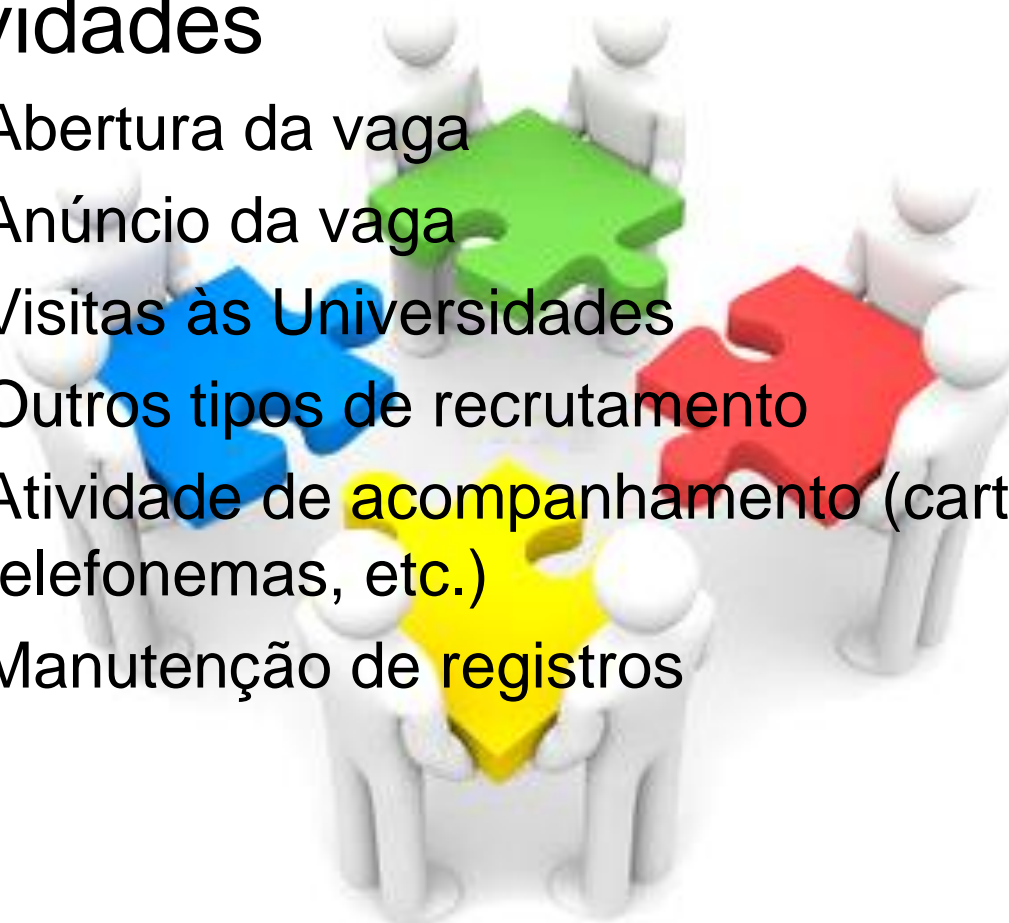 vidades
Abertura da vaga
Anúncio da vaga
Visitas às Universidades
Outros tipos de recrutamento
Atividade de acompanhamento (cart
elefonemas, etc.)
Manutenção de registros